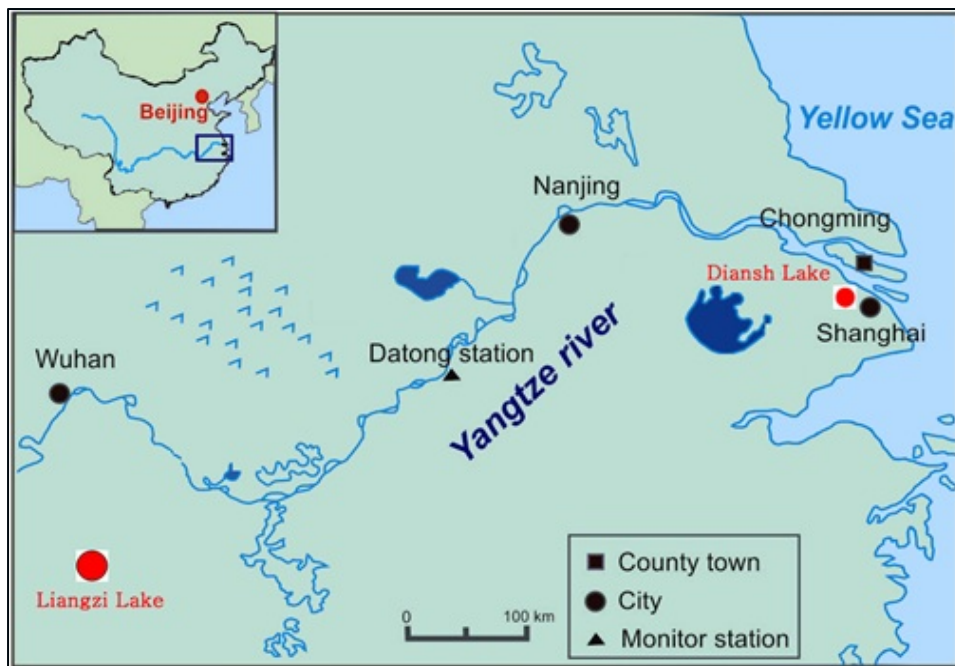 Beijing
Yellow Sea
Nanjing
Chongming
Diansh Lake
Shanghai
Datong station
Wuhan
Yangtze river
Liangzi Lake
County town
City
Monitor station
0 100 km